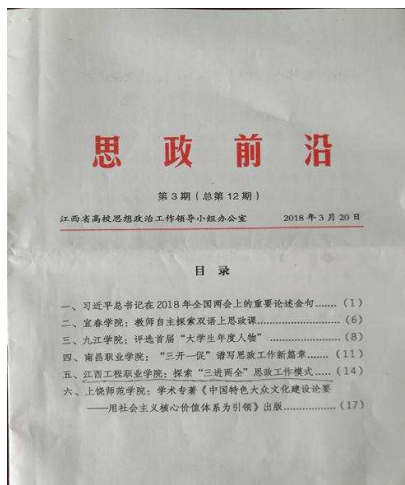 思政前沿
第3期（总第12期）
江西省高校思想政治工作领导小组办公室 2018年3月20日
目 录
一、习近平总书记在2018年全国两会上的重要论述金句……（1）
二、宜春学院：教师自主探索双语上思政课………………（6）
三、九江学院：评选首届“大学生年度人物” ……………（8）
四、南昌职业学院：“三开一促”谱写思政工作新篇章……（11）
五、江西工程职业学院：探索“三进两全”思政工作模式……（14）
六、上饶师范学院：学术专著《中国特色大众文化建设论要
——用社会主义核心价值体系为引领》出版……………（17）